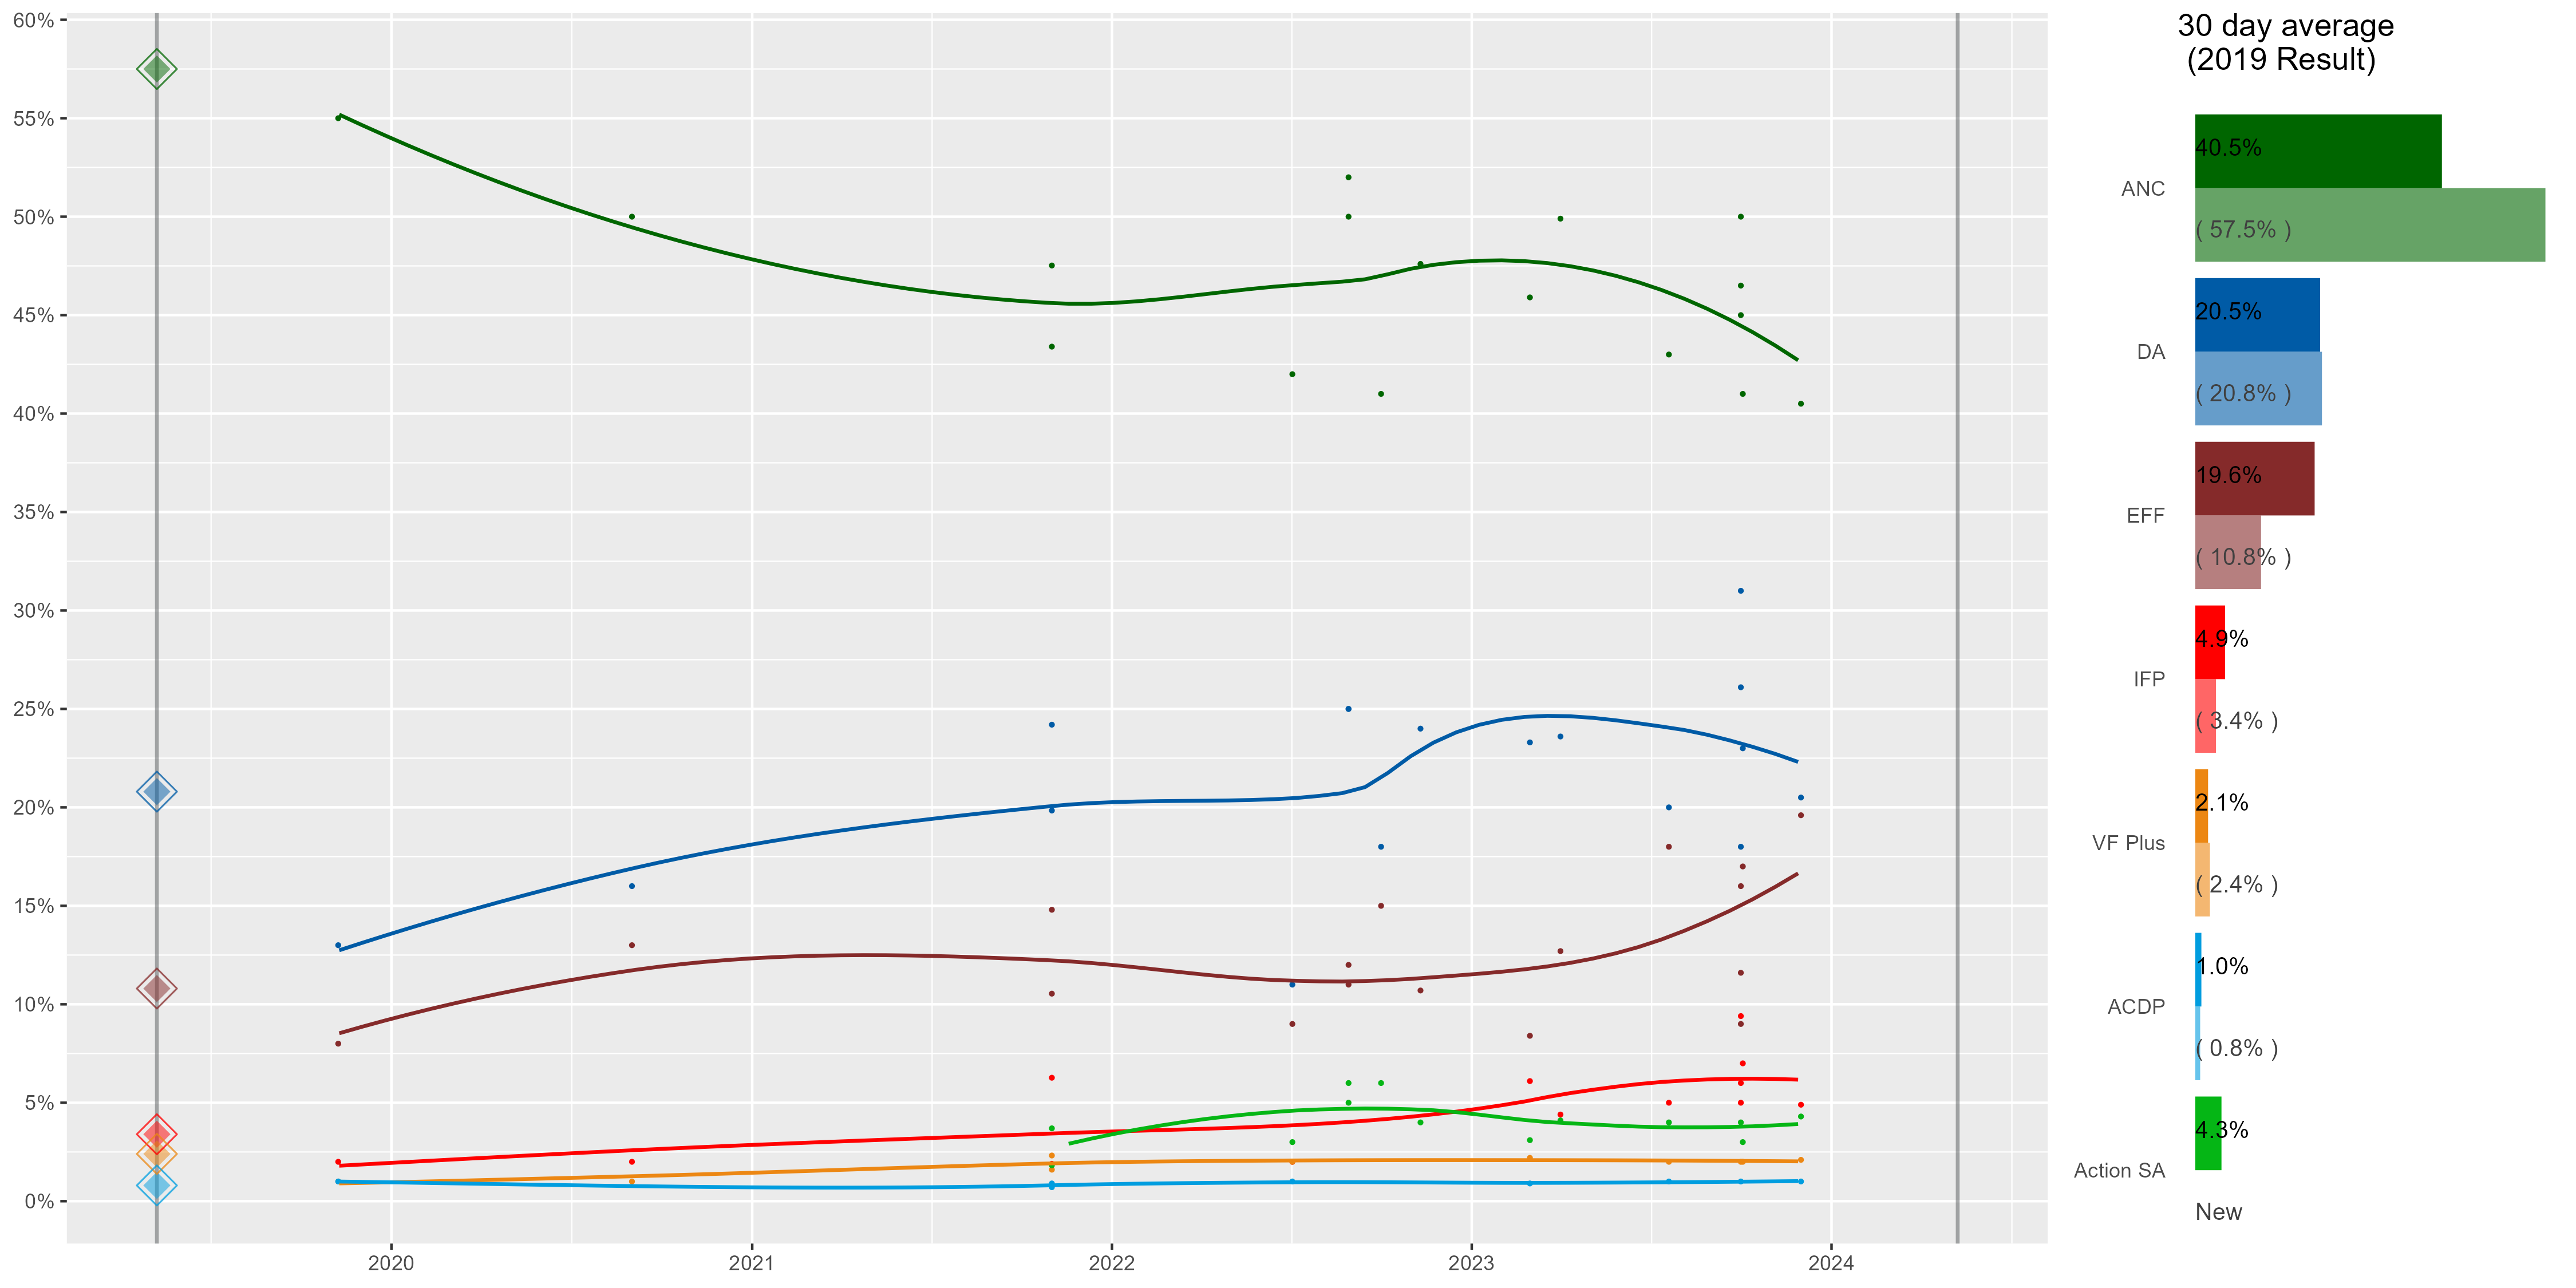 60%
55%
50%
45%
40%
35%
30%
25%
20%
15%
10%
5%
0%
2020
2021
2022
2023
2024
30 day average
(2019 Result)
ANC
40.5%
( 57.5% )
DA
20.5%
( 20.8% )
EFF
19.6%
( 10.8% )
IFP
4.9%
( 3.4% )
VF Plus
2.1%
( 2.4% )
ACDP
1.0%
( 0.8% )
Action SA
4.3%
New